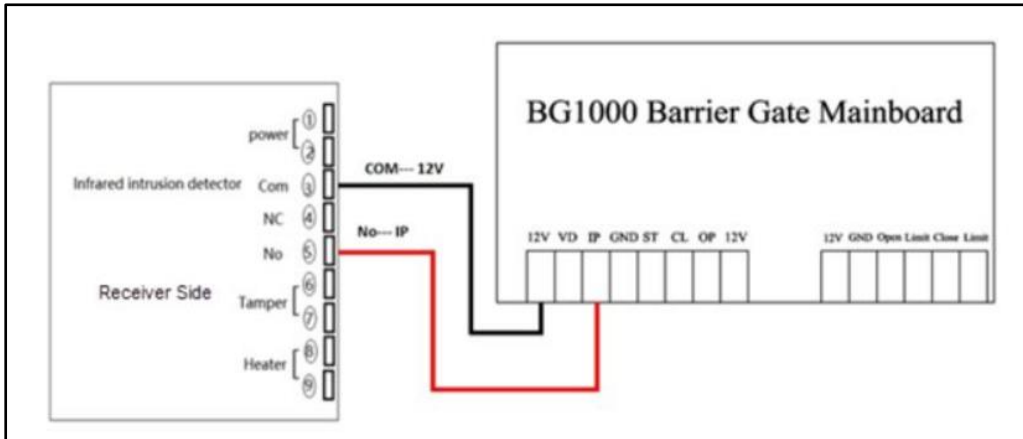 BG1000 Barrier Gate Mainboard
power
①
②
COM--- 12V
Infrared intrusion detector Com ③
NC ④
No--- IP
No ⑤
12V VD IP GND ST CL OP 12V
12V GND Open Limit Close Limit
Receiver Side
Tamper
⑥
⑦
Heater
⑧
⑨